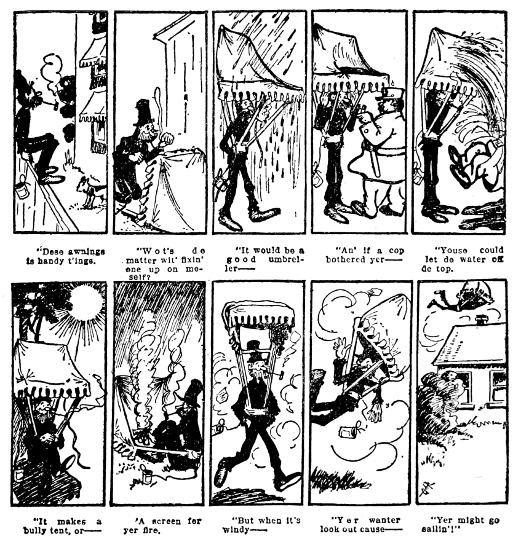 "Dese awnings
is handy t'ings.
"Wot's de
matter wit' fixin'
one up on me-
self?
"It would be a
good umbrel-
ler—
"An' if a cop
bothered yer—
"Youse could
let de water off
de top.
"It makes a
bully tent, or—
'A screen for
yer fire.
"But when it's
windy—
"Yer wanter
look out cause—
"Yer might go
sailin'!"